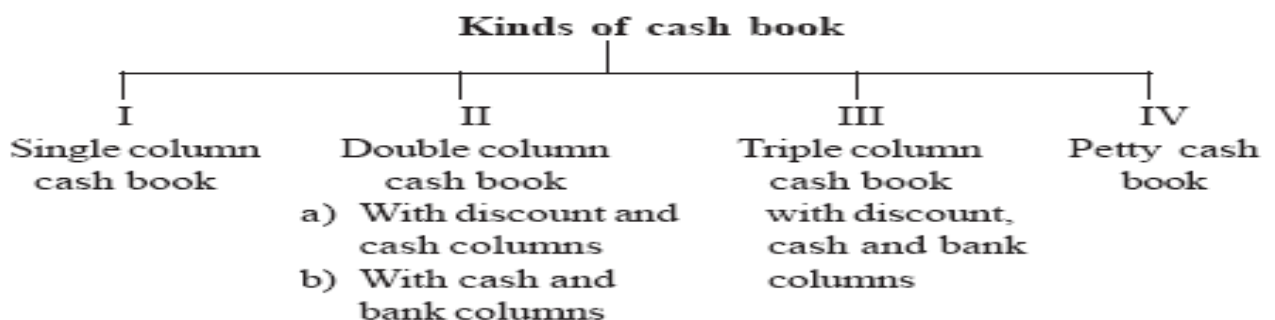 Kinds of cash book
I
Single column
cash book
II
Double column
cash book
a) With discount and
cash columns
b) With cash and
bank columns
III
Triple column
cash book
with discount,
cash and bank
columns
IV
Petty cash
book